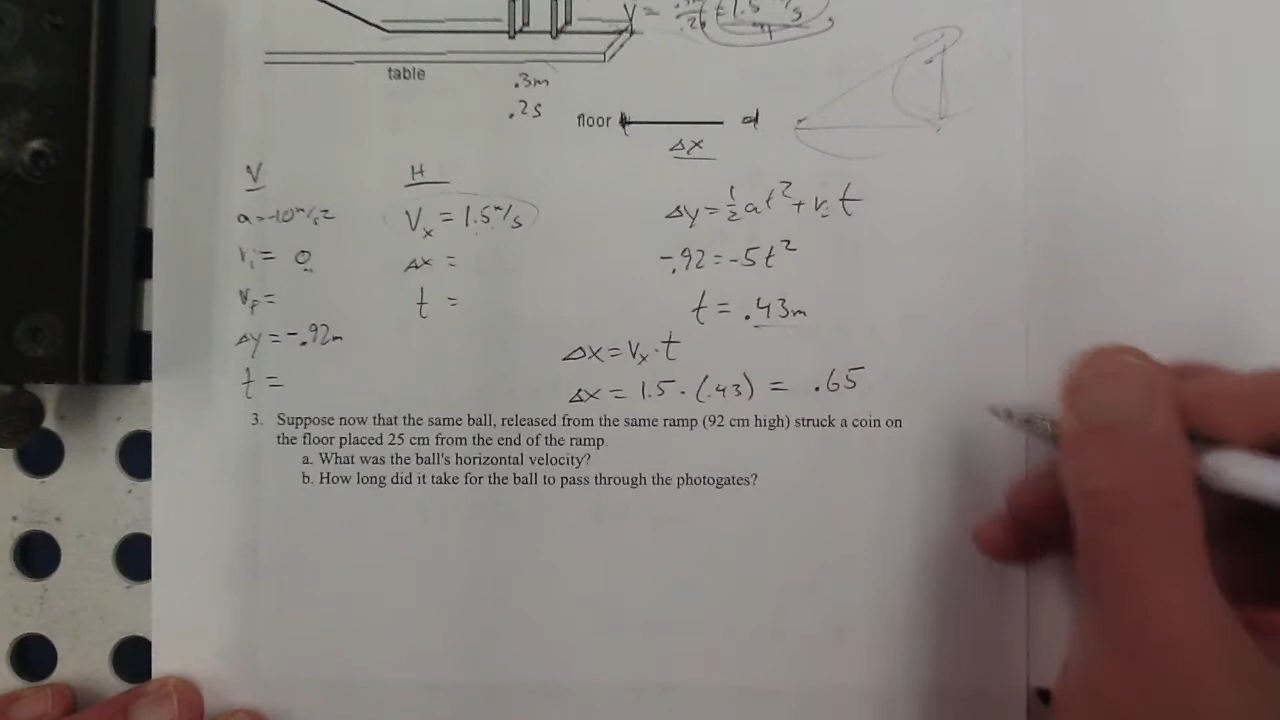 table
.3m
.2s
floor
Δx
V
a=-10m/s2
vi= 0
vf=
Δy=-.92m
t=
H
Vx = 1.5m/s
Δx =
t =
Δy=1/2at2+vit
-.92=-5t2
t = .43m
Δx=Vx·t
Δx = 1.5·(.43) = .65
3. Suppose now that the same ball, released from the same ramp (92 cm high) struck a coin on
the floor placed 25 cm from the end of the ramp.
a. What was the ball's horizontal velocity?
b. How long did it take for the ball to pass through the photogates?